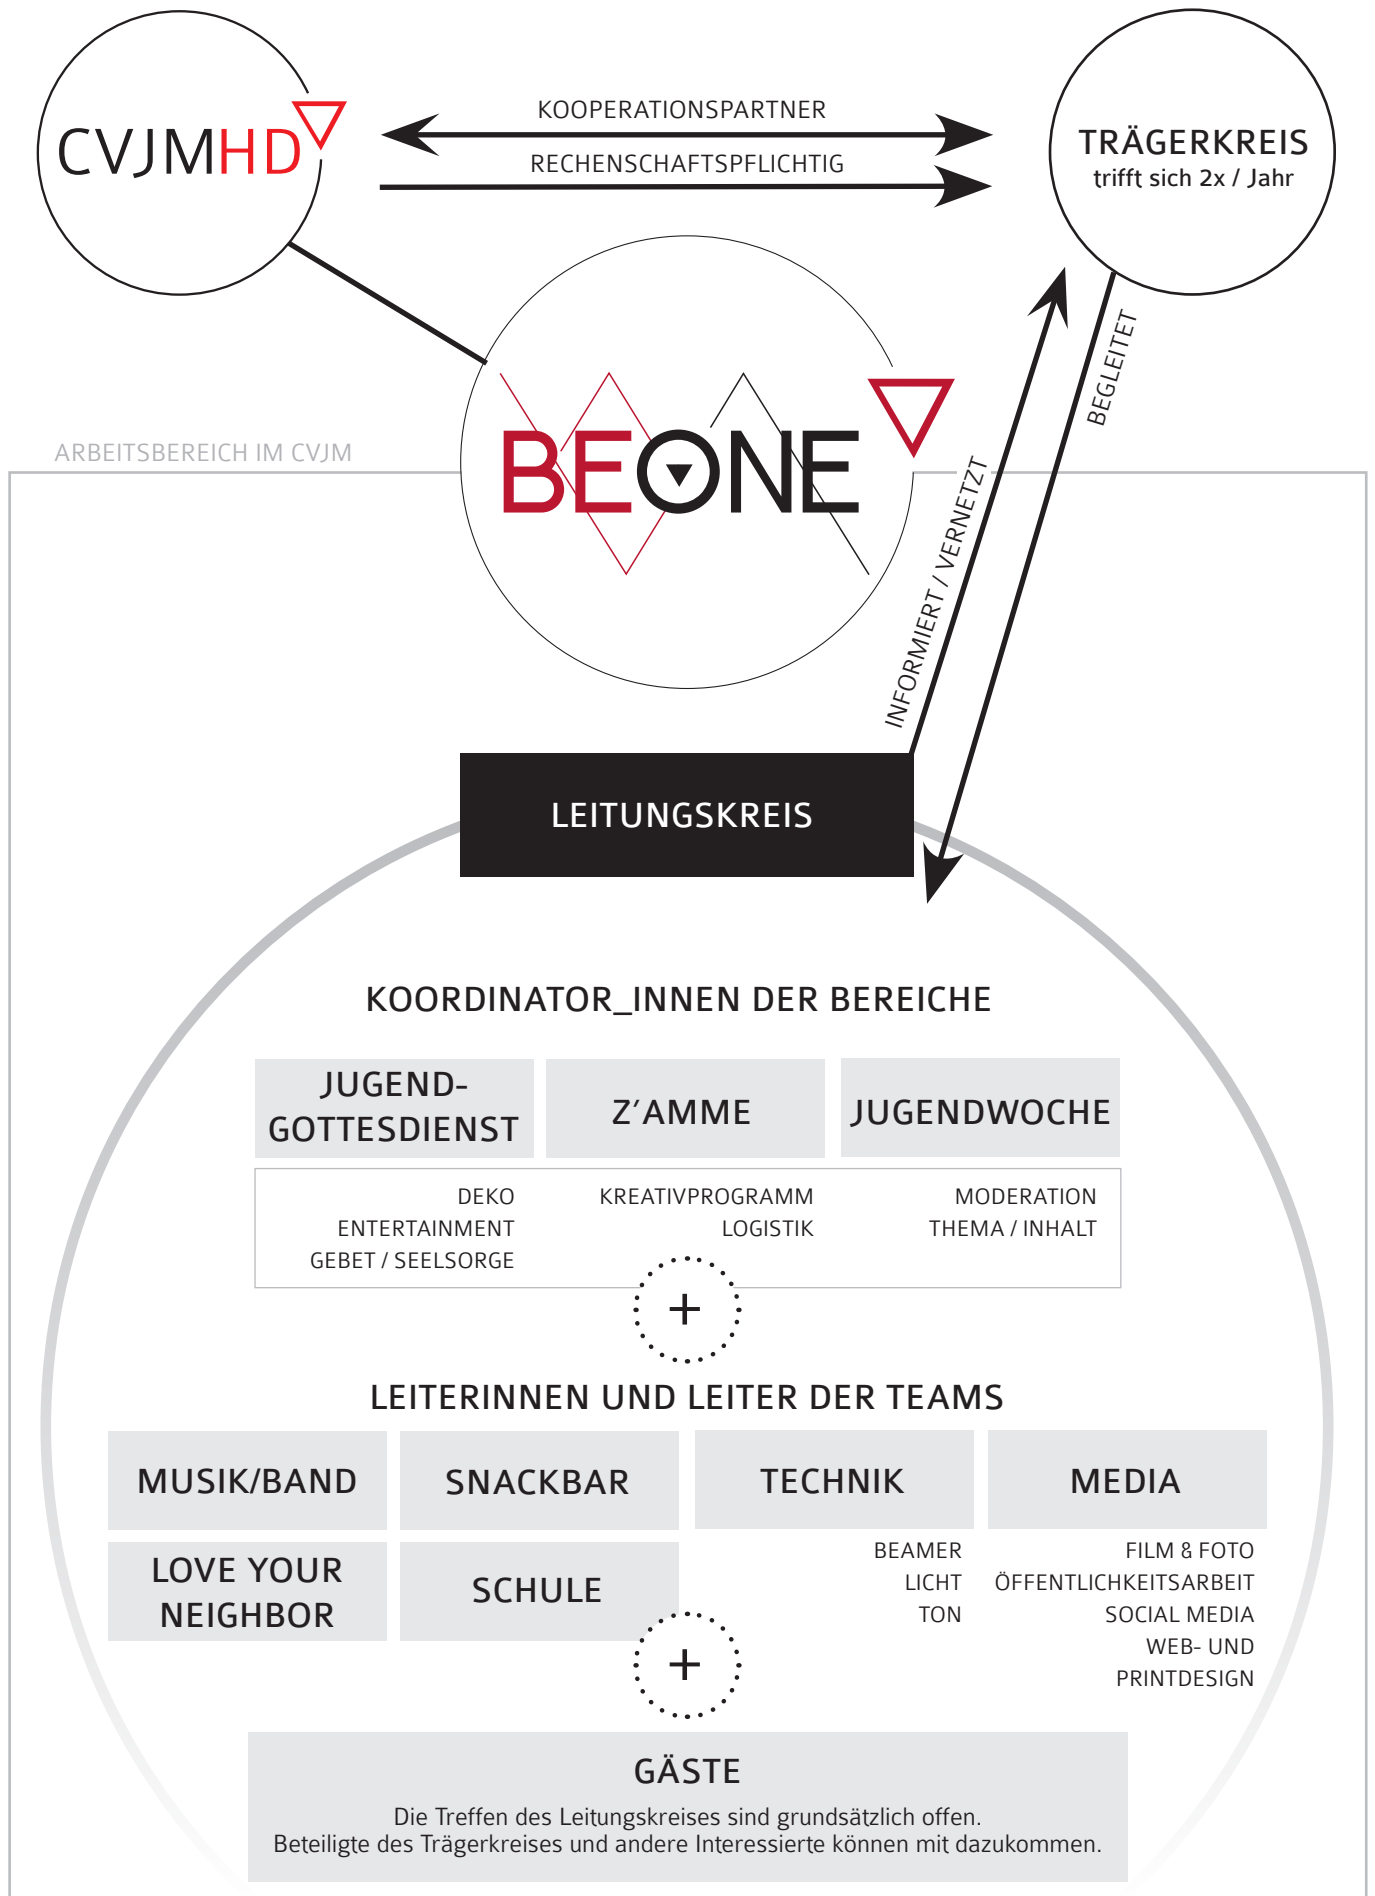 CVJMHD
KOOPERATIONSPARTNER
RECHENSCHAFTSPFLICHTIG
TRÄGERKREIS
trifft sich 2x / Jahr
BEGLEITET
INFORMIERT / VERNETZT
ARBEITSBEREICH IM CVJM
BEONE
LEITUNGSKREIS
KOORDINATOR_INNEN DER BEREICHE
JUGEND-
GOTTESDIENST
Z'AMME
JUGENDWOCHE
DEKO
ENTERTAINMENT
GEBET / SEELSORGE
KREATIVPROGRAMM
LOGISTIK
MODERATION
THEMA / INHALT
+
LEITERINNEN UND LEITER DER TEAMS
MUSIK/BAND
SNACKBAR
TECHNIK
MEDIA
LOVE YOUR
NEIGHBOR
SCHULE
BEAMER
LICHT
TON
FILM & FOTO
ÖFFENTLICHKEITSARBEIT
SOCIAL MEDIA
WEB- UND
PRINTDESIGN
+
GÄSTE
Die Treffen des Leitungskreises sind grundsätzlich offen.
Beteiligte des Trägerkreises und andere Interessierte können mit dazukommen.